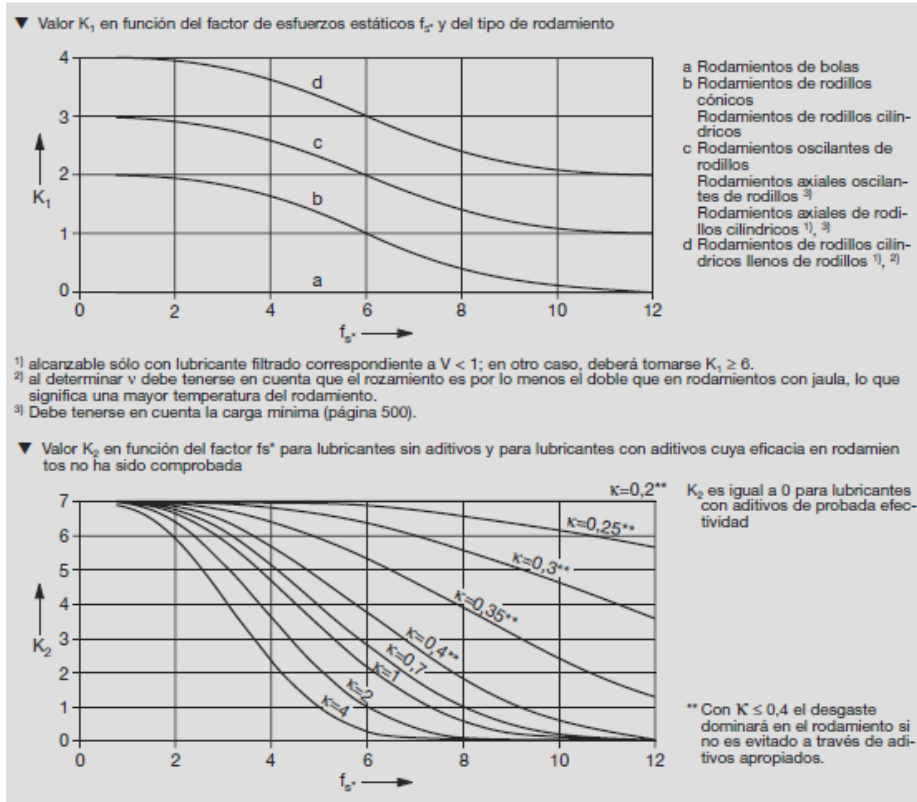 ▼ Valor K₁ en función del factor de esfuerzos estáticos fₛ* y del tipo de rodamiento
4
3
2
1
0
K₁
d
c
b
a
0 2 4 6 8 10 12
fₛ*
a Rodamientos de bolas
b Rodamientos de rodillos
cónicos
Rodamientos de rodillos cilín-
dricos
c Rodamientos oscilantes de
rodillos
Rodamientos axiales oscilan-
tes de rodillos ³⁾
Rodamientos axiales de rodi-
llos cilíndricos ¹⁾, ³⁾
d Rodamientos de rodillos cilín-
dricos llenos de rodillos ¹⁾, ²⁾
¹⁾ alcanzable sólo con lubricante filtrado correspondiente a V < 1; en otro caso, deberá tomarse K₁ ≥ 6.
²⁾ al determinar ν debe tenerse en cuenta que el rozamiento es por lo menos el doble que en rodamientos con jaula, lo que
significa una mayor temperatura del rodamiento.
³⁾ Debe tenerse en cuenta la carga mínima (página 500).
▼ Valor K₂ en función del factor fs* para lubricantes sin aditivos y para lubricantes con aditivos cuya eficacia en rodamien
tos no ha sido comprobada
7
6
5
4
3
2
1
0
K₂
κ=0,2**
κ=0,25**
κ=0,3**
κ=0,35**
κ=0,4**
κ=0,7
κ=1
κ=2
κ=4
0 2 4 6 8 10 12
fₛ*
K₂ es igual a 0 para lubricantes
con aditivos de probada efec-
tividad
** Con K ≤ 0,4 el desgaste
dominará en el rodamiento si
no es evitado a través de adi-
tivos apropiados.